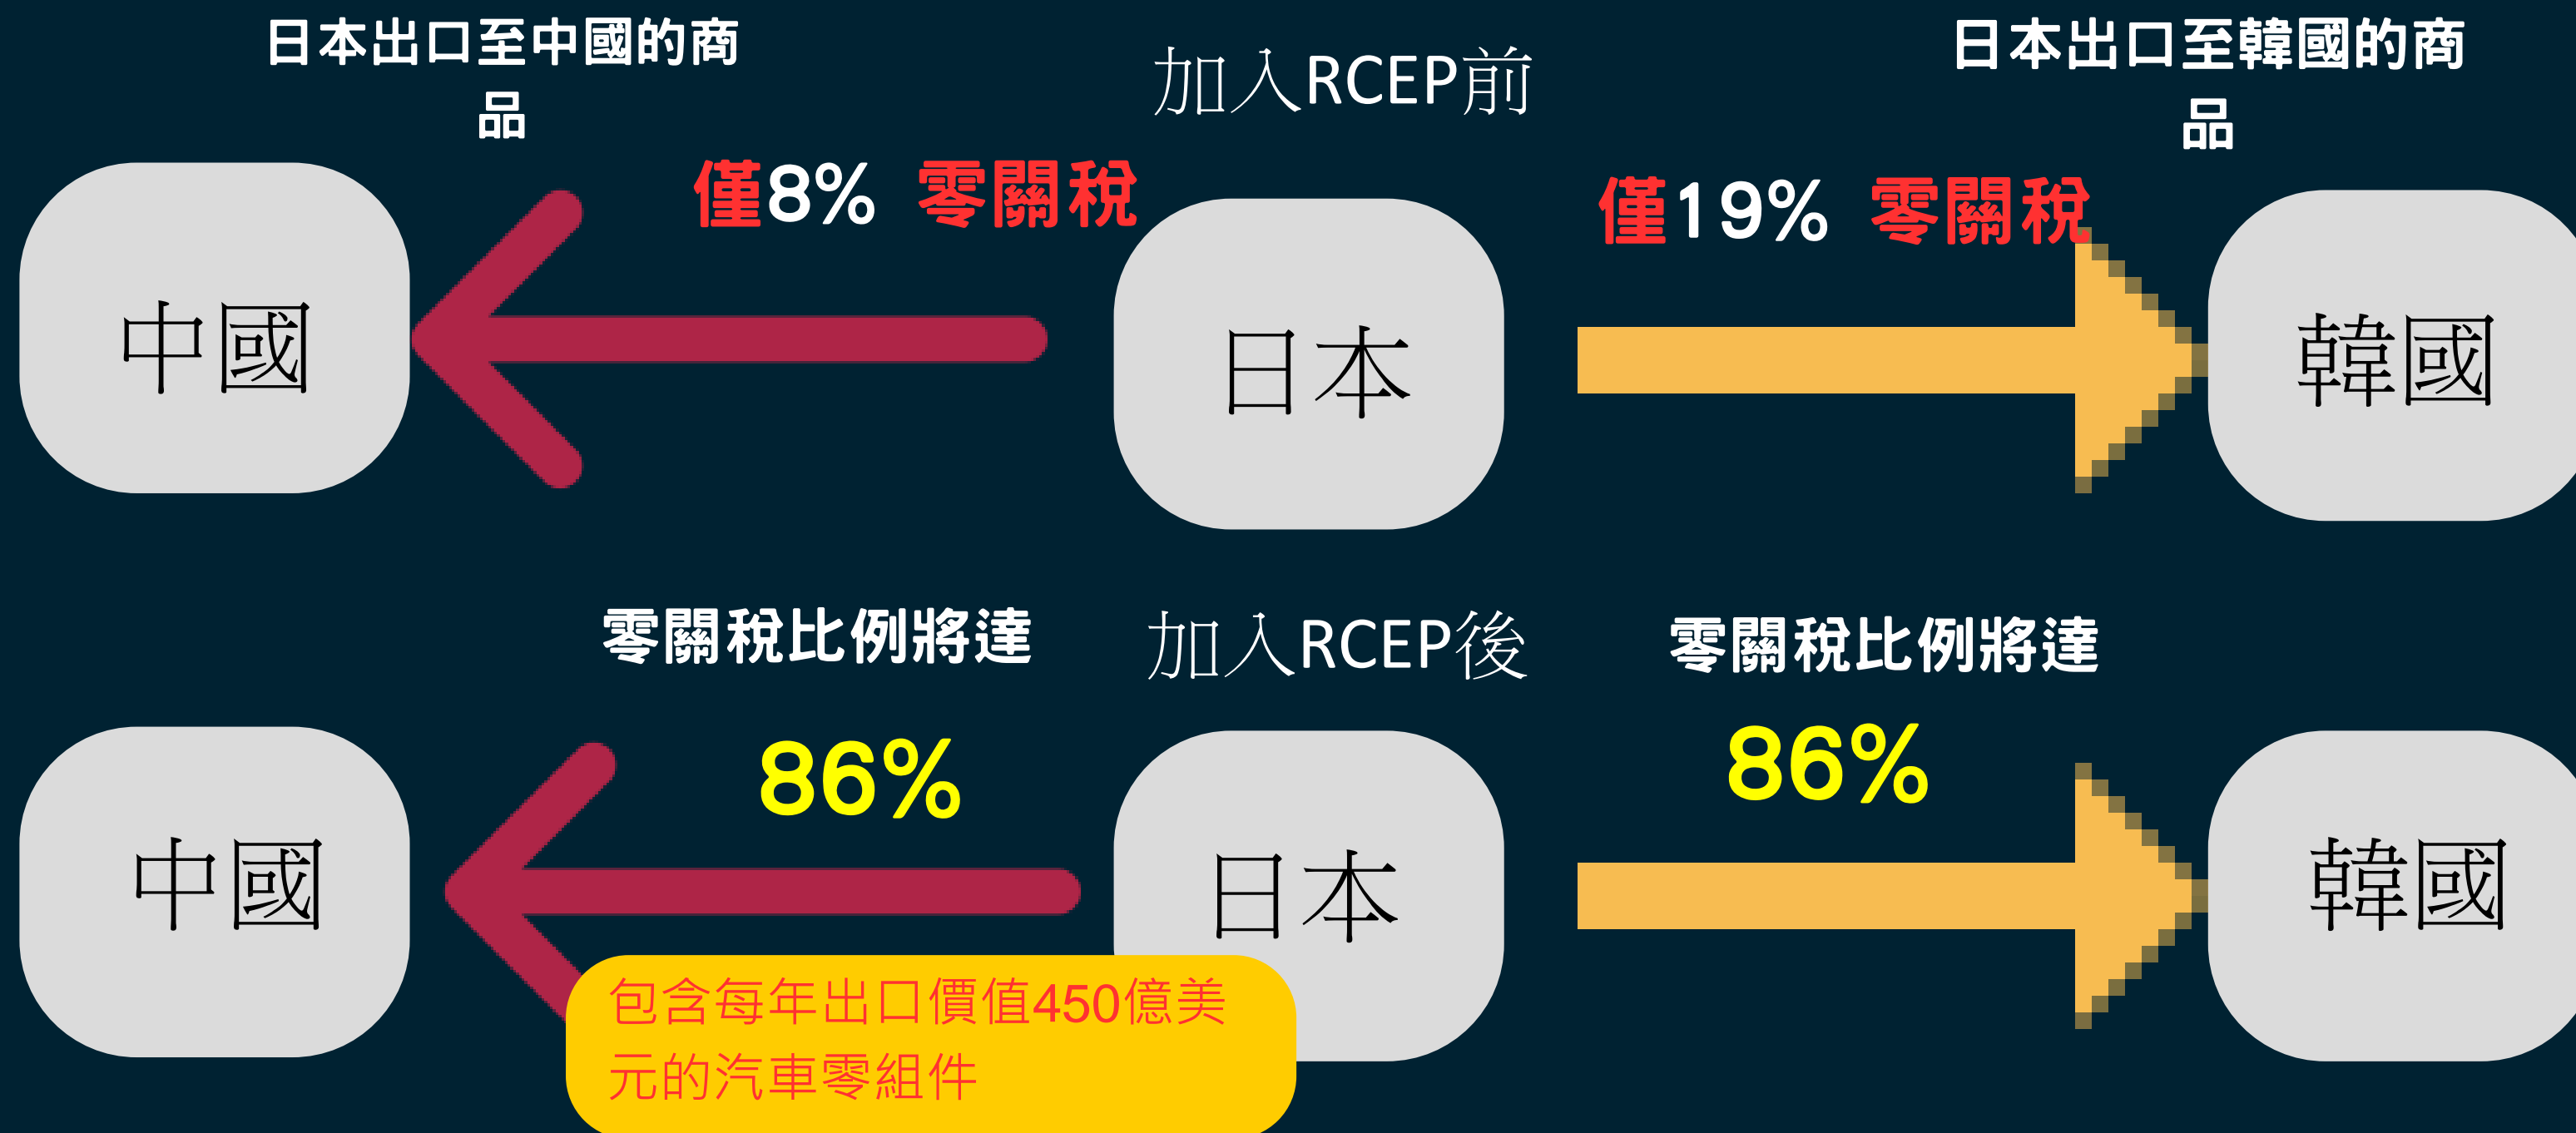 日本出口至中國的商
品
加入RCEP前
日本出口至韓國的商
品
僅8% 零關稅
僅19% 零關稅
中國
日本
韓國
零關稅比例將達
加入RCEP後
零關稅比例將達
86%
86%
中國
日本
韓國
包含每年出口價值450億美
元的汽車零組件